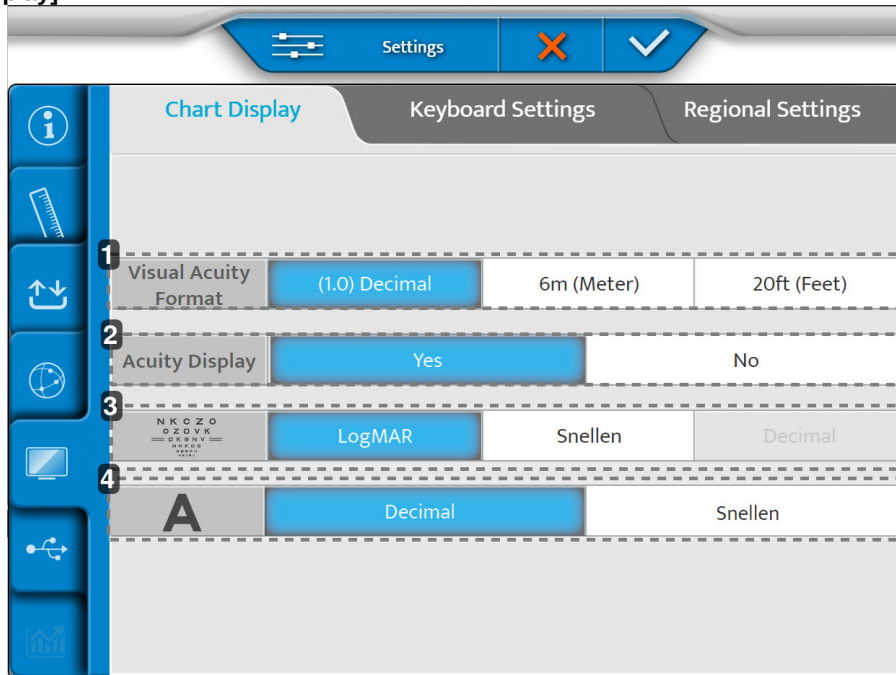 play]
Settings
Chart Display Keyboard Settings Regional Settings
1
Visual Acuity Format (1.0) Decimal 6m (Meter) 20ft (Feet)
2
Acuity Display Yes No
3
N K C Z O
O Z D V K
D K S N V
LogMAR Snellen Decimal
4
A Decimal Snellen